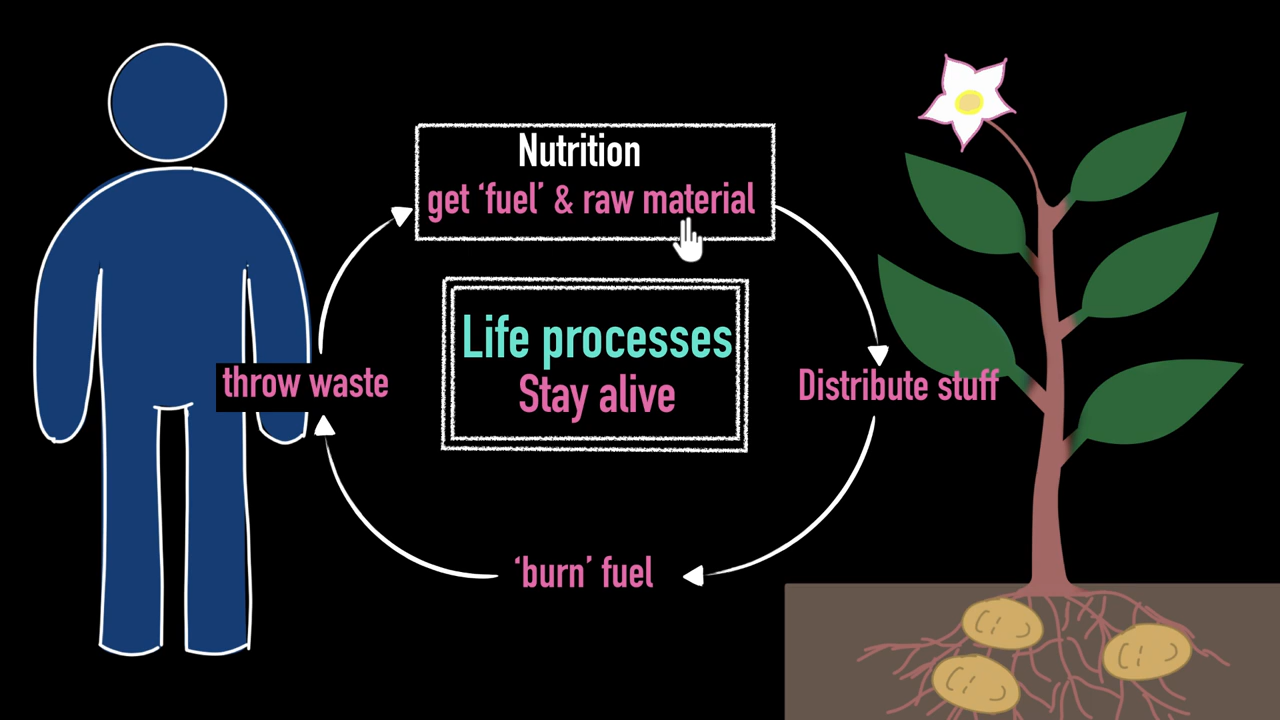 Nutrition
get ‘fuel’ & raw material
Life processes
Stay alive
throw waste
Distribute stuff
‘burn’ fuel